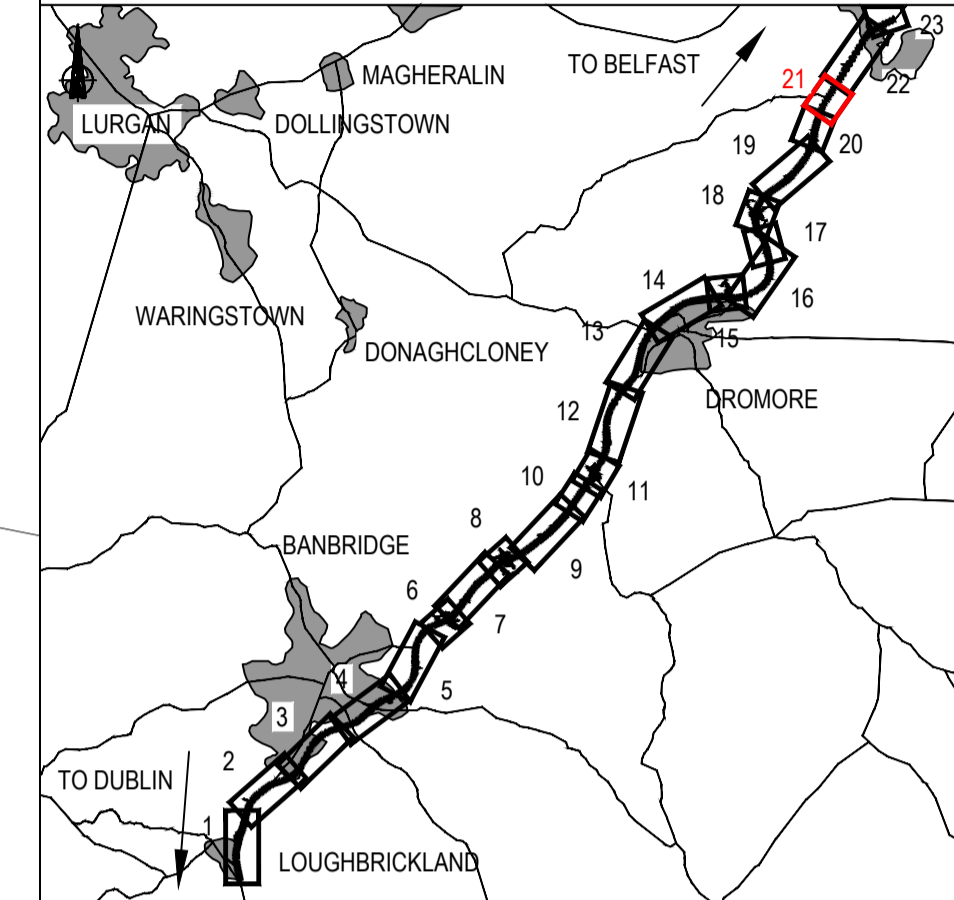 23
TO BELFAST
MAGHERALIN
21
22
LURGAN
DOLLINGSTOWN
19
20
18
17
WARINGSTOWN
14
16
13
15
DONAGHCLONEY
DROMORE
12
10
11
8
BANBRIDGE
9
6
7
4
5
3
2
TO DUBLIN
1
LOUGHBRICKLAND